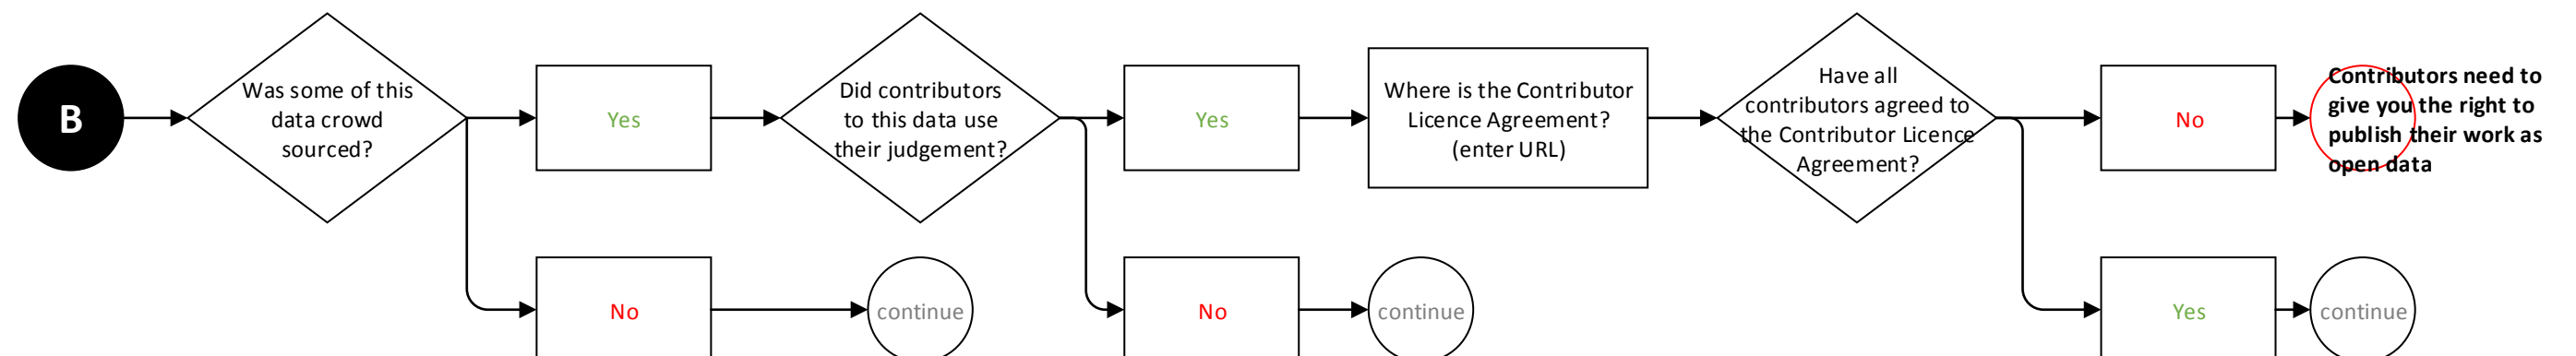 B
Was some of this
data crowd
sourced?
Yes
Did contributors
to this data use
their judgement?
Yes
Where is the Contributor
Licence Agreement?
(enter URL)
Have all
contributors agreed to
the Contributor Licence
Agreement?
No
Contributors need to
give you the right to
publish their work as
open data
No
continue
No
continue
Yes
continue